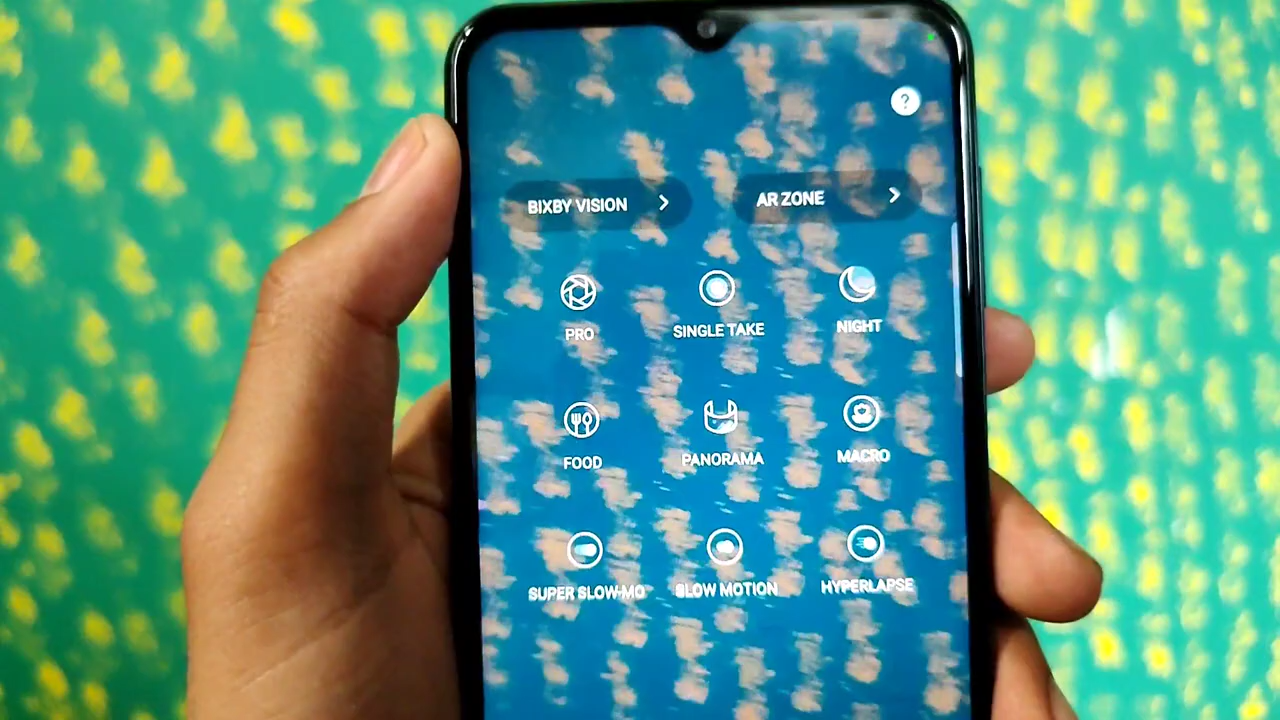 ?
BIXBY VISION >
AR ZONE >
PRO
SINGLE TAKE
NIGHT
FOOD
PANORAMA
MACRO
SUPER SLOW-MO
SLOW MOTION
HYPERLAPSE